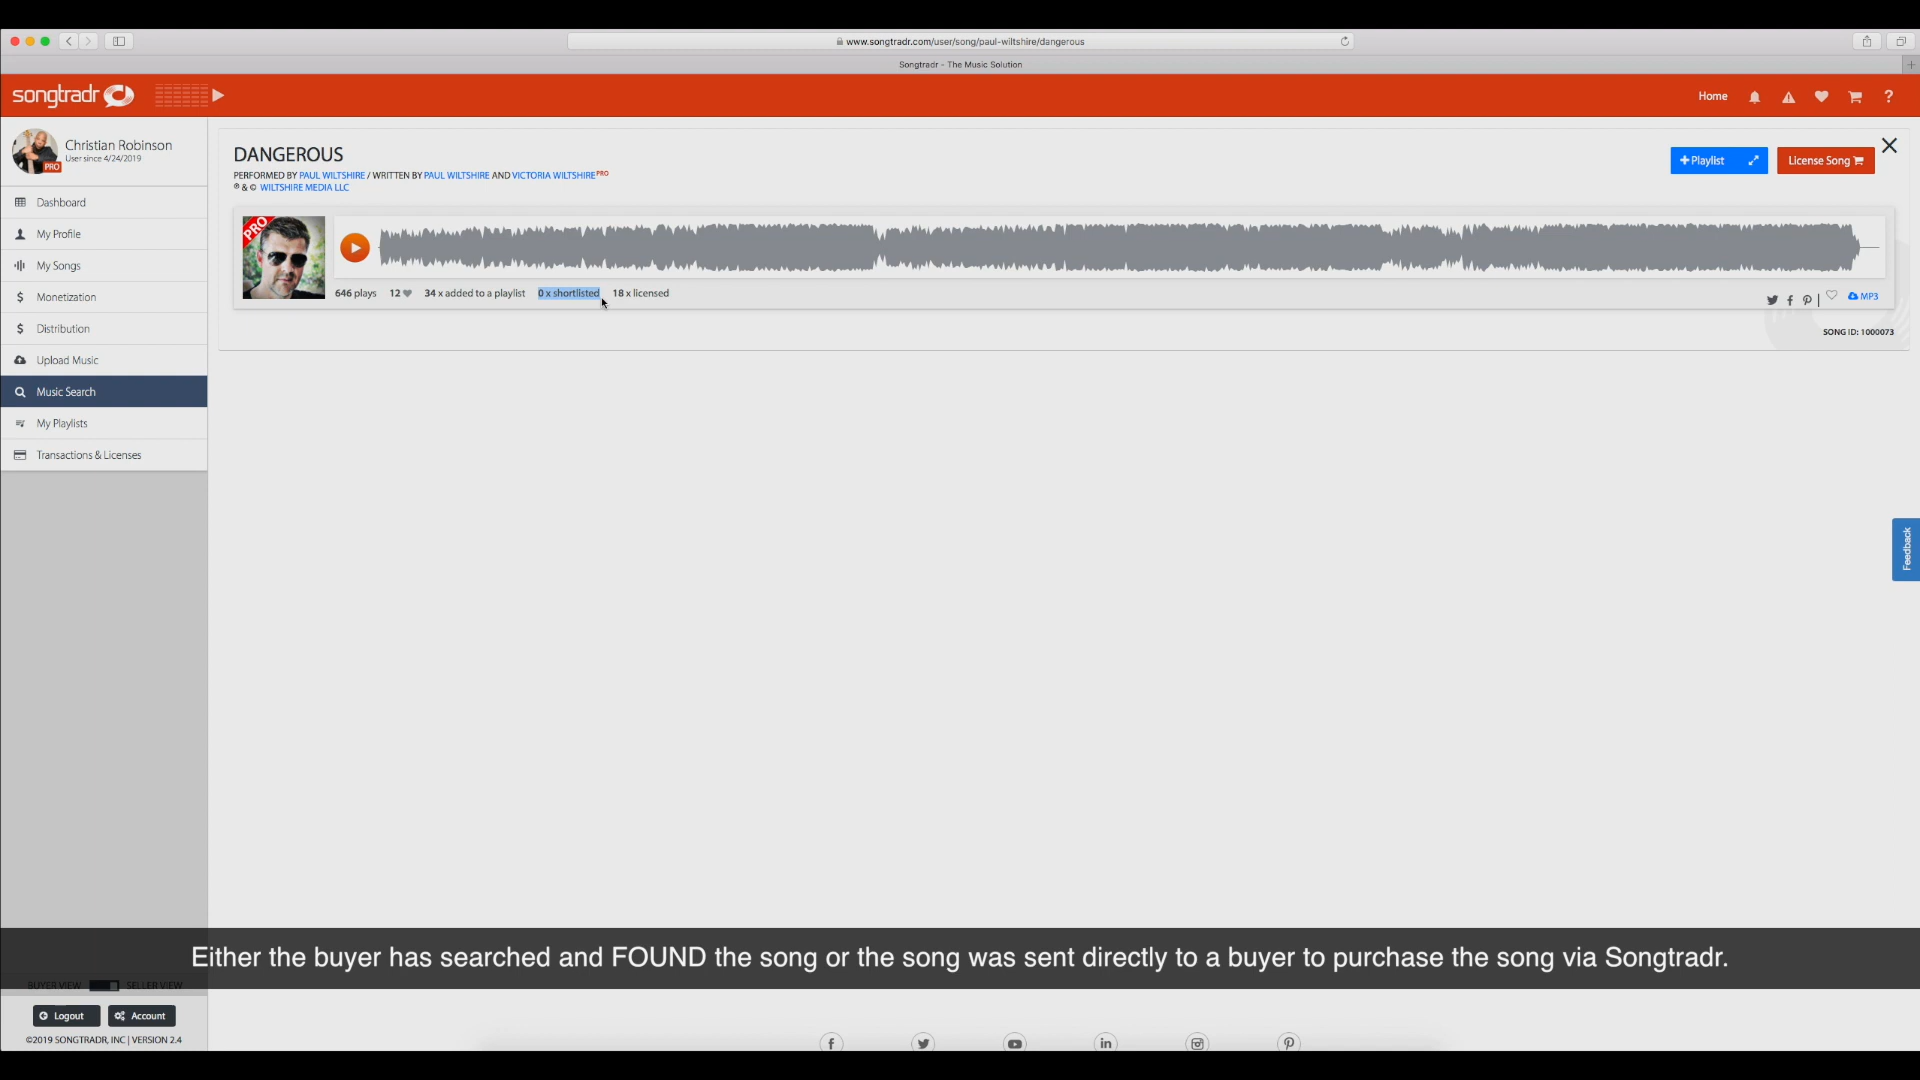 www.songtradr.com/user/song/paul-wiltshire/dangerous
Songtradr - The Music Solution
songtradr
Home
?
Christian Robinson
User since 4/24/2019
PRO
Dashboard
My Profile
My Songs
$ Monetization
$ Distribution
Upload Music
Music Search
My Playlists
Transactions & Licenses
DANGEROUS
PERFORMED BY PAUL WILTSHIRE / WRITTEN BY PAUL WILTSHIRE AND VICTORIA WILTSHIRE PRO
℗ & © WILTSHIRE MEDIA LLC
+ Playlist
License Song
PRO
646 plays 12 ♥ 34 x added to a playlist 0 x shortlisted 18 x licensed
MP3
SONG ID: 1000073
Feedback
Either the buyer has searched and FOUND the song or the song was sent directly to a buyer to purchase the song via Songtradr.
BUYER VIEW SELLER VIEW
Logout
Account
©2019 SONGTRADR, INC | VERSION 2.4